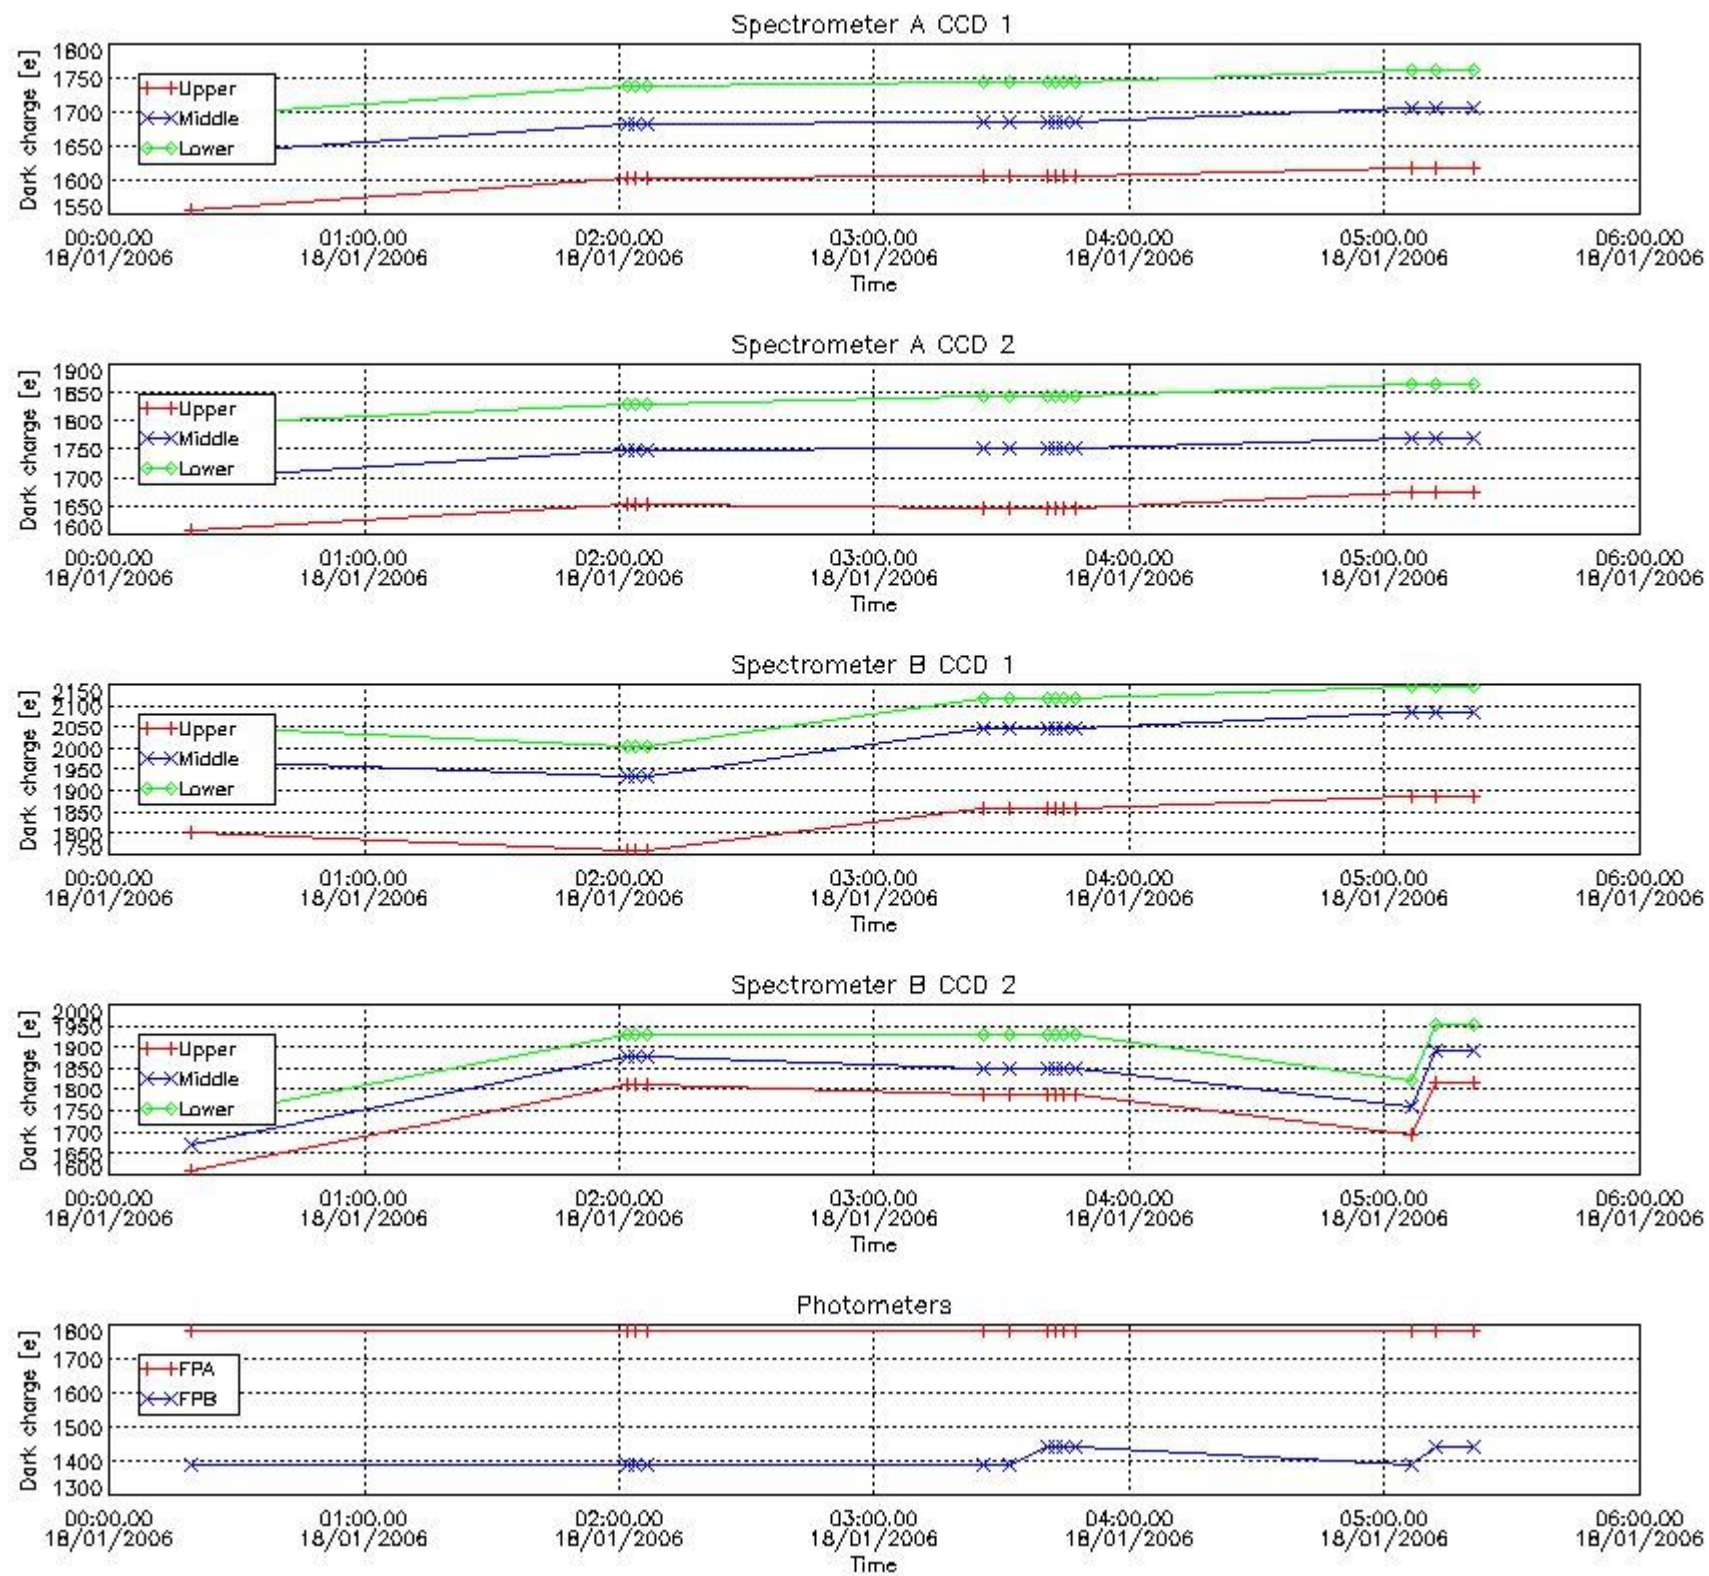 Spectrometer A CCD 1
Dark charge [e]
1800
1750
1700
1650
1600
1550
Upper
Middle
Lower
00:00.00 01:00.00 02:00.00 03:00.00 04:00.00 05:00.00 06:00.00
18/01/2006 18/01/2006 18/01/2006 18/01/2006 18/01/2006 18/01/2006 18/01/2006
Time
Spectrometer A CCD 2
Dark charge [e]
1900
1850
1800
1750
1700
1650
1600
Upper
Middle
Lower
00:00.00 01:00.00 02:00.00 03:00.00 04:00.00 05:00.00 06:00.00
18/01/2006 18/01/2006 18/01/2006 18/01/2006 18/01/2006 18/01/2006 18/01/2006
Time
Spectrometer B CCD 1
Dark charge [e]
2150
2100
2050
2000
1950
1900
1850
1800
1750
Upper
Middle
Lower
00:00.00 01:00.00 02:00.00 03:00.00 04:00.00 05:00.00 06:00.00
18/01/2006 18/01/2006 18/01/2006 18/01/2006 18/01/2006 18/01/2006 18/01/2006
Time
Spectrometer B CCD 2
Dark charge [e]
2000
1950
1900
1850
1800
1750
1700
1650
1600
Upper
Middle
Lower
00:00.00 01:00.00 02:00.00 03:00.00 04:00.00 05:00.00 06:00.00
18/01/2006 18/01/2006 18/01/2006 18/01/2006 18/01/2006 18/01/2006 18/01/2006
Time
Photometers
Dark charge [e]
1800
1700
1600
1500
1400
1300
FPA
FPB
00:00.00 01:00.00 02:00.00 03:00.00 04:00.00 05:00.00 06:00.00
18/01/2006 18/01/2006 18/01/2006 18/01/2006 18/01/2006 18/01/2006 18/01/2006
Time